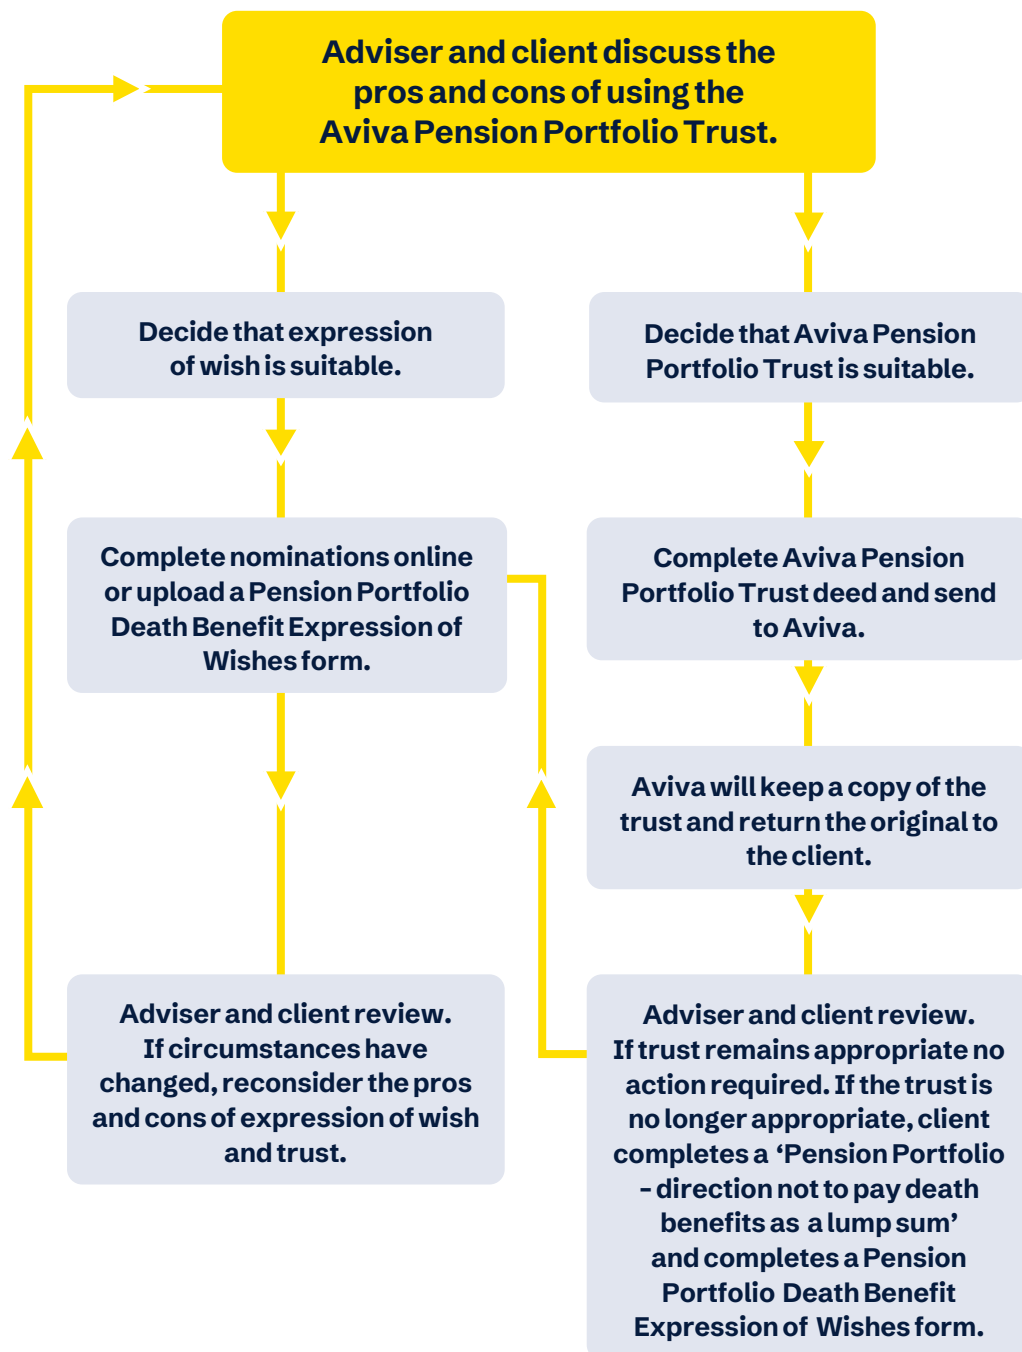 Adviser and client discuss the
pros and cons of using the
Aviva Pension Portfolio Trust.
Decide that expression
of wish is suitable.
Decide that Aviva Pension
Portfolio Trust is suitable.
Complete nominations online
or upload a Pension Portfolio
Death Benefit Expression of
Wishes form.
Complete Aviva Pension
Portfolio Trust deed and send
to Aviva.
Aviva will keep a copy of the
trust and return the original to
the client.
Adviser and client review.
If circumstances have
changed, reconsider the pros
and cons of expression of wish
and trust.
Adviser and client review.
If trust remains appropriate no
action required. If the trust is
no longer appropriate, client
completes a ‘Pension Portfolio
– direction not to pay death
benefits as a lump sum’
and completes a Pension
Portfolio Death Benefit
Expression of Wishes form.